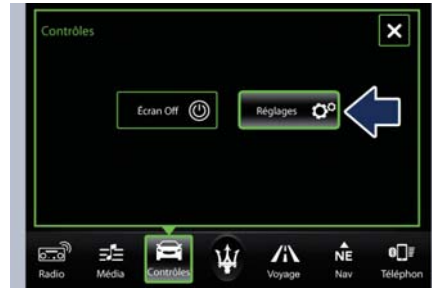 Contrôles
Écran Off
Réglages
Radio
Média
Contrôles
Voyage
NE
Nav
Téléphon